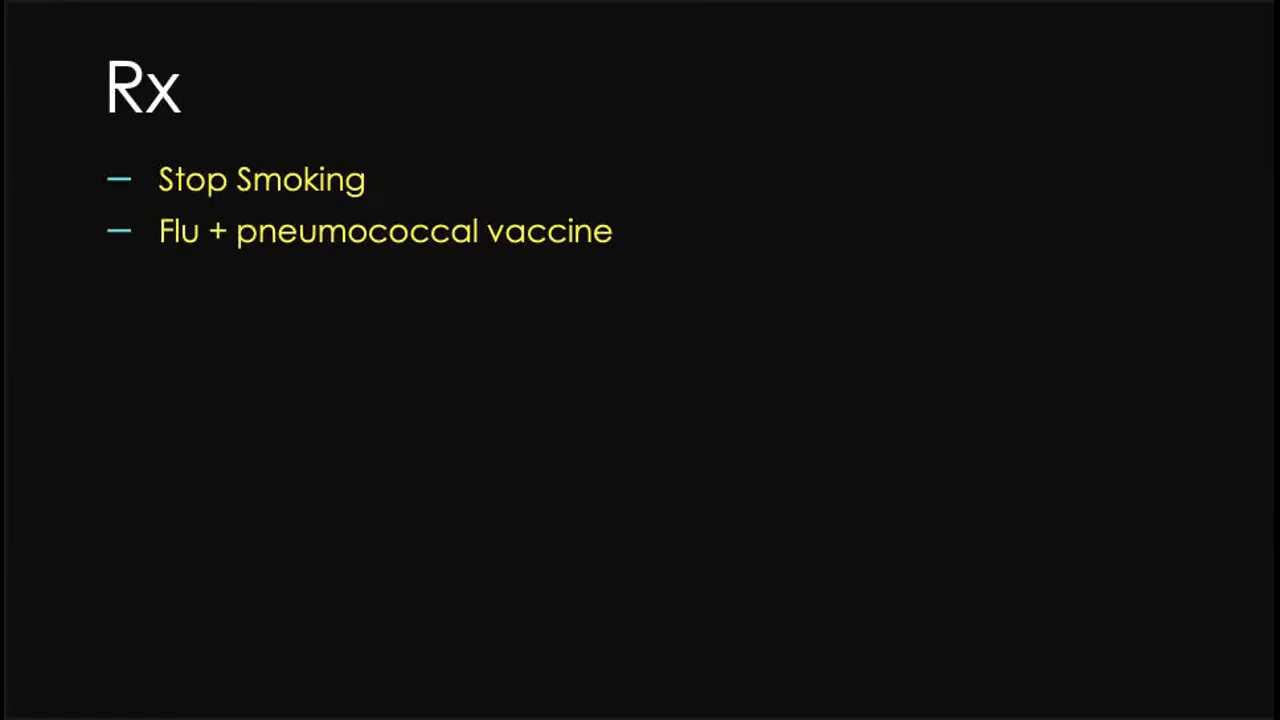 Rx
– Stop Smoking
– Flu + pneumococcal vaccine